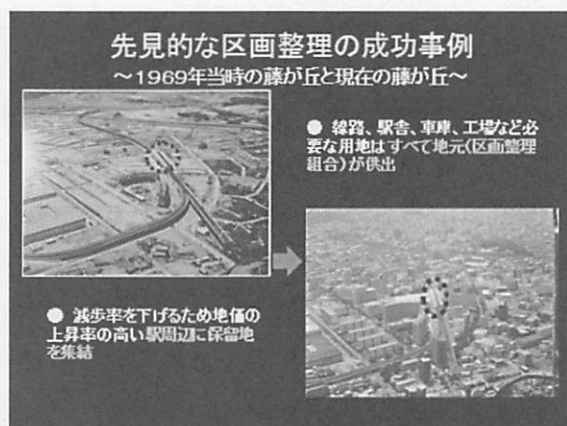 先見的な区画整理の成功事例
～1969年当時の藤が丘と現在の藤が丘～
● 線路、駅舎、車庫、工場など必
要な用地はすべて地元(区画整理
組合)が供出
● 減歩率を下げるため地価の
上昇率の高い駅周辺に保留地
を集結